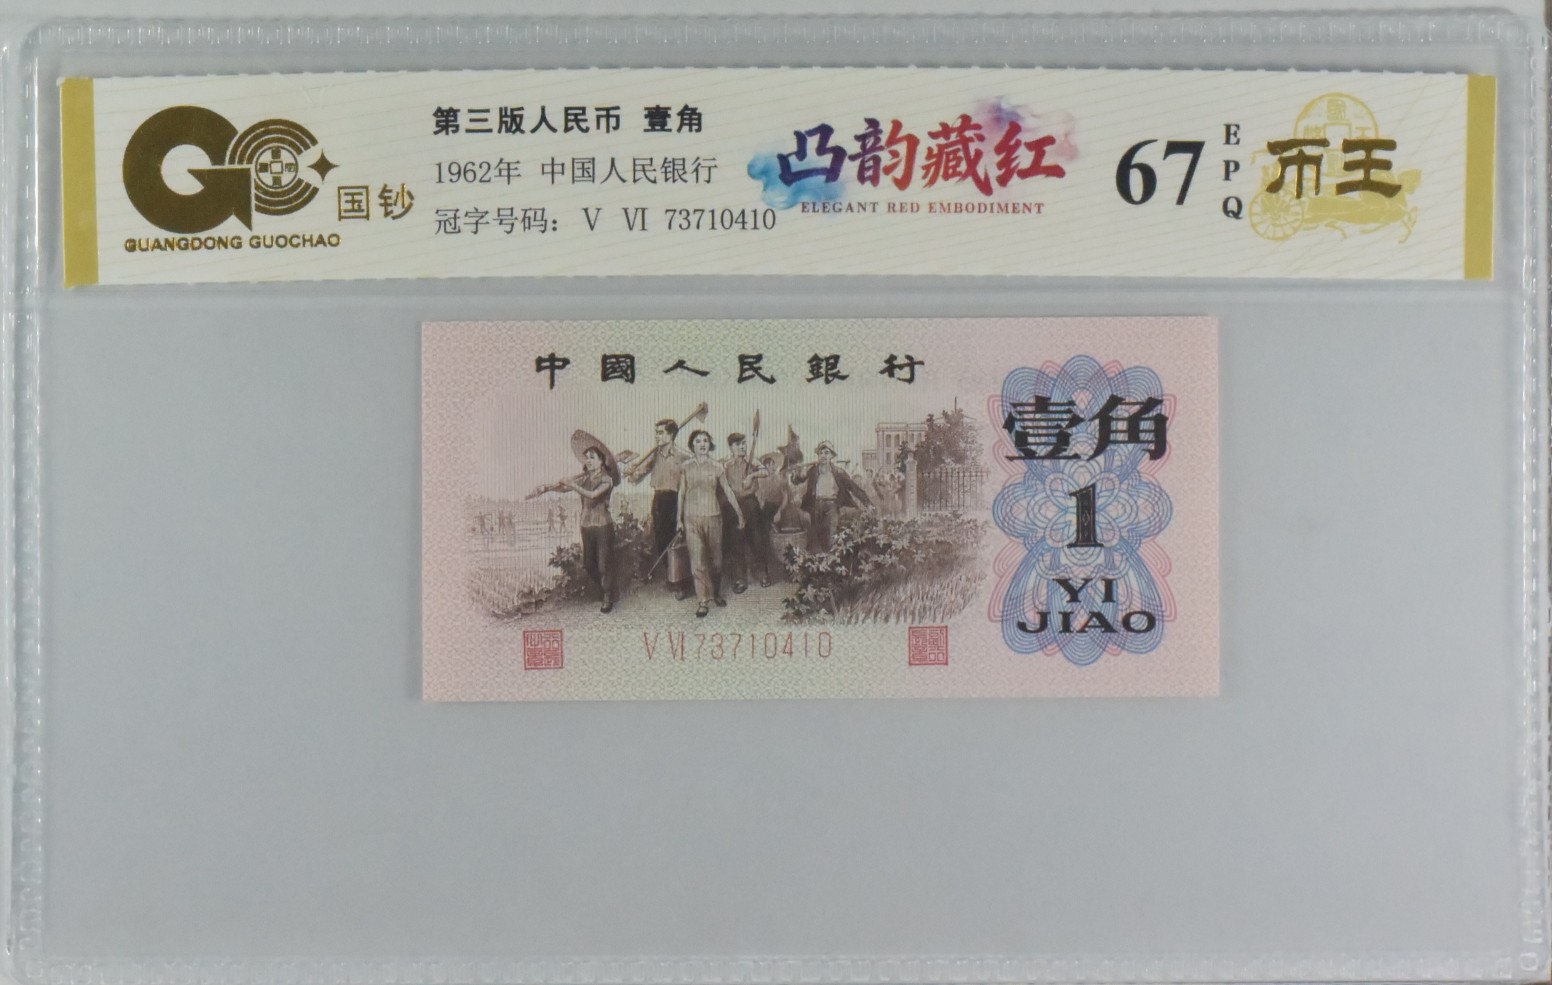 GC
国钞
GUANGDONG GUOCHAO
第三版人民币 壹角
1962年 中国人民银行
冠字号码: V VI 73710410
凸韵藏红
ELEGANT RED EMBODIMENT
67
E
P
Q
币王
中國人民銀行
壹角
1
YI
JIAO
V VI 73710410